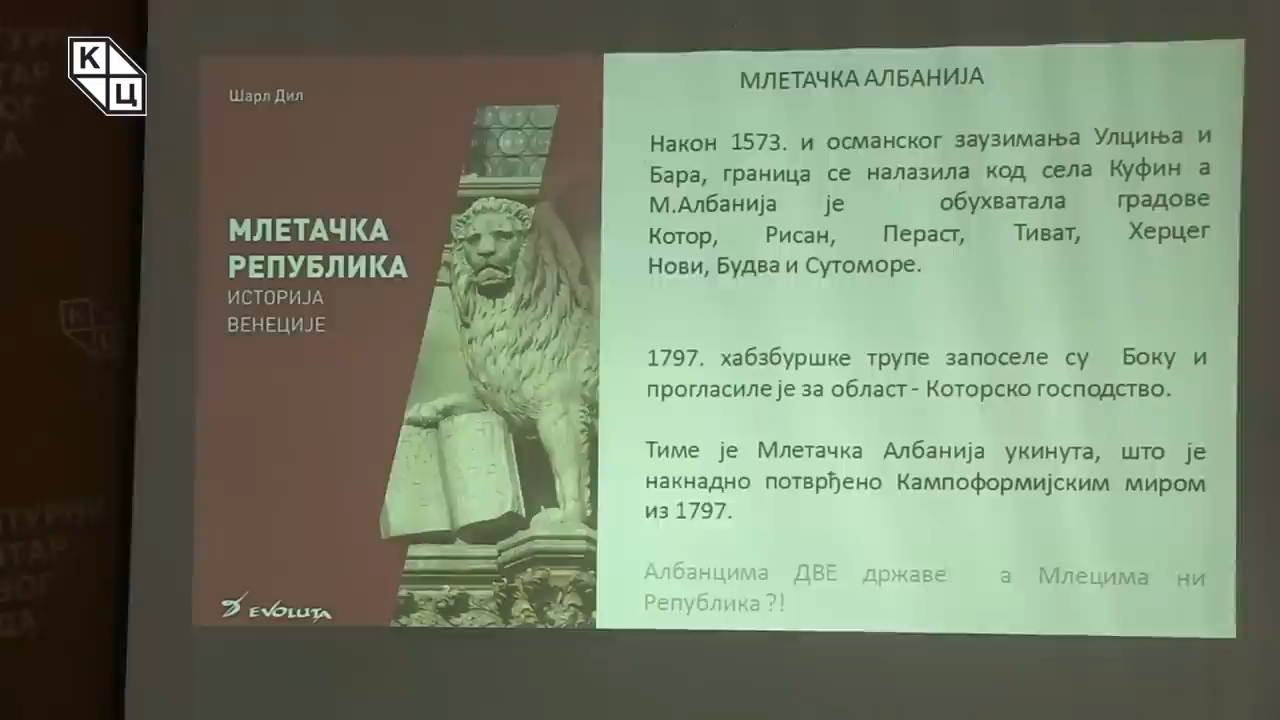 К
Ц
Шарл Дил
МЛЕТАЧКА
РЕПУБЛИКА
ИСТОРИЈА
ВЕНЕЦИЈЕ
EVOLUTA
МЛЕТАЧКА АЛБАНИЈА
Након 1573. и османског заузимања Улциња и
Бара, граница се налазила код села Куфин а
М.Албанија је обухватала градове
Котор, Рисан, Пераст, Тиват, Херцег
Нови, Будва и Сутоморе.
1797. хабзбуршке трупе запоселе су Боку и
прогласиле је за област - Которско господство.
Тиме је Млетачка Албанија укинута, што је
накнадно потврђено Кампоформијским миром
из 1797.
Албанцима ДВЕ државе а Млецима ни
Република ?!